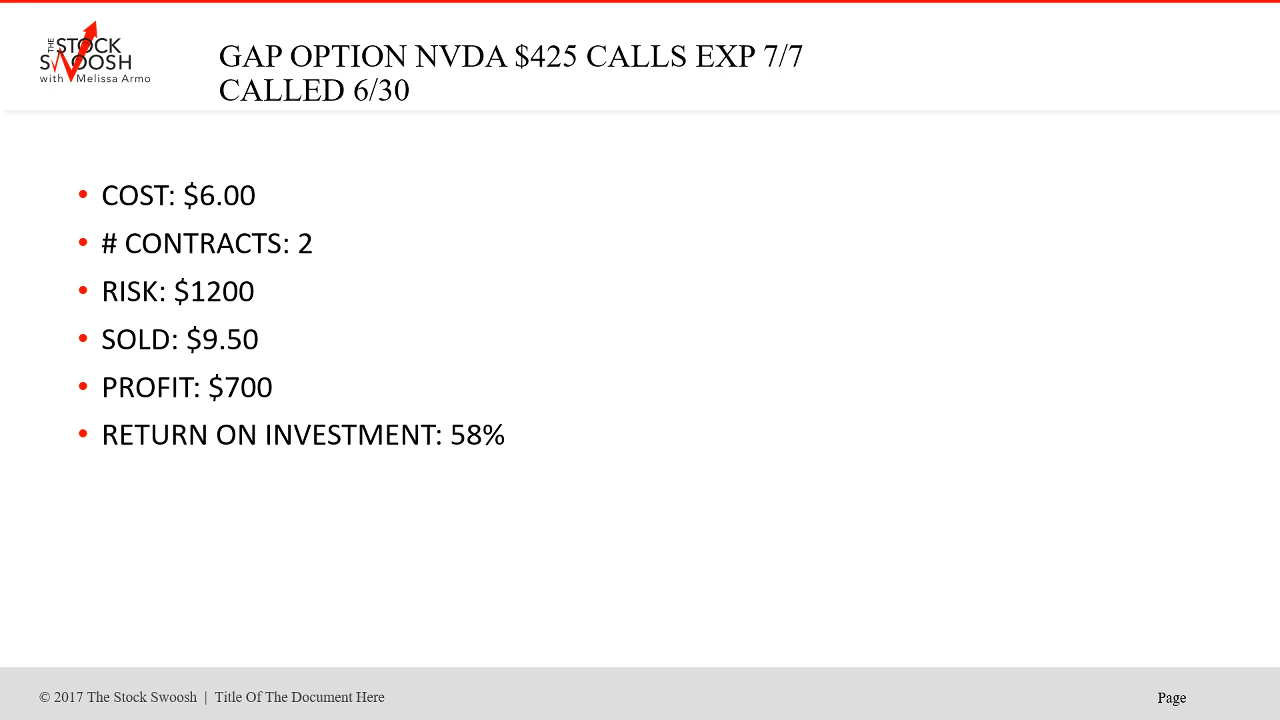 THE STOCK
SWOOSH
with Melissa Armo
GAP OPTION NVDA $425 CALLS EXP 7/7
CALLED 6/30
• COST: $6.00
• # CONTRACTS: 2
• RISK: $1200
• SOLD: $9.50
• PROFIT: $700
• RETURN ON INVESTMENT: 58%
© 2017 The Stock Swoosh | Title Of The Document Here
Page